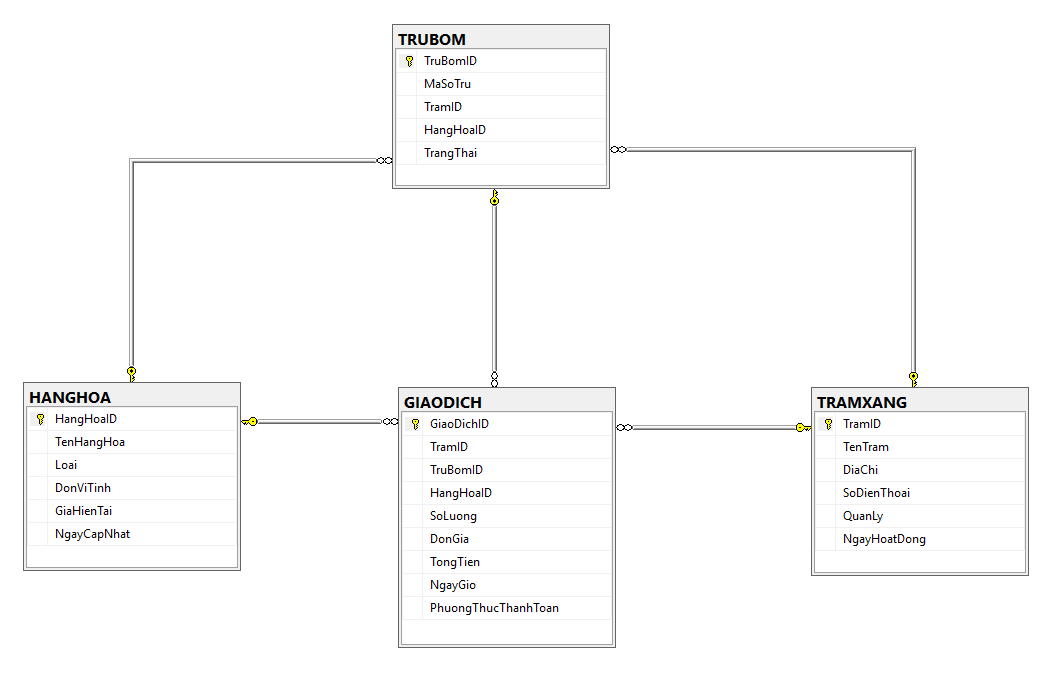 TRUBOM
TruBomID
MaSoTru
TramID
HangHoaID
TrangThai
HANGHOA
HangHoaID
TenHangHoa
Loai
DonViTinh
GiaHienTai
NgayCapNhat
GIAODICH
GiaoDichID
TramID
TruBomID
HangHoaID
SoLuong
DonGia
TongTien
NgayGio
PhuongThucThanhToan
TRAMXANG
TramID
TenTram
DiaChi
SoDienThoai
QuanLy
NgayHoatDong